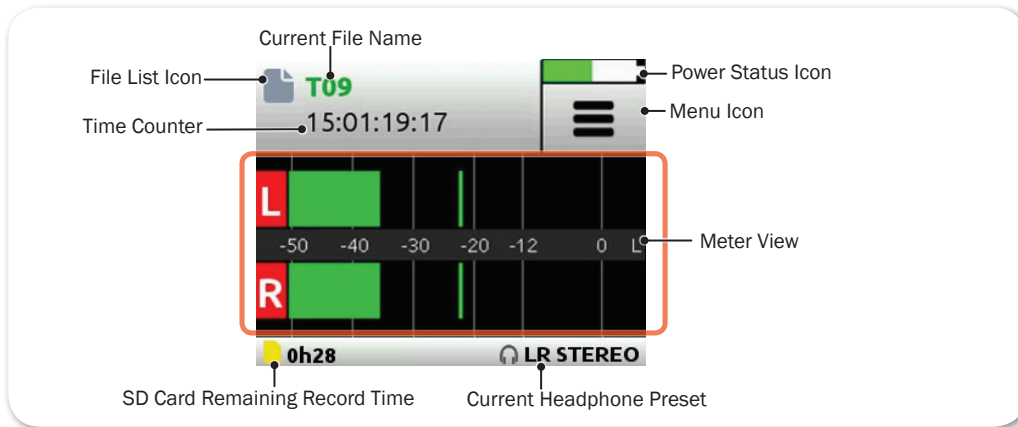 Current File Name
File List Icon
T09
Power Status Icon
Menu Icon
Time Counter
15:01:19:17
L
-50 -40 -30 -20 -12 0 L
Meter View
R
0h28
LR STEREO
SD Card Remaining Record Time
Current Headphone Preset